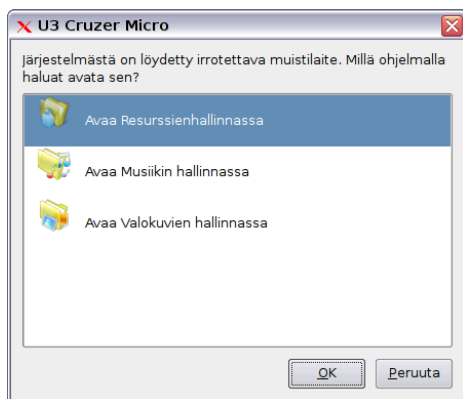 U3 Cruzer Micro
Järjestelmästä on löydetty irrotettava muistilaite. Millä ohjelmalla
haluat avata sen?
Avaa Resurssienhallinnassa
Avaa Musiikin hallinnassa
Avaa Valokuvien hallinnassa
OK Peruuta